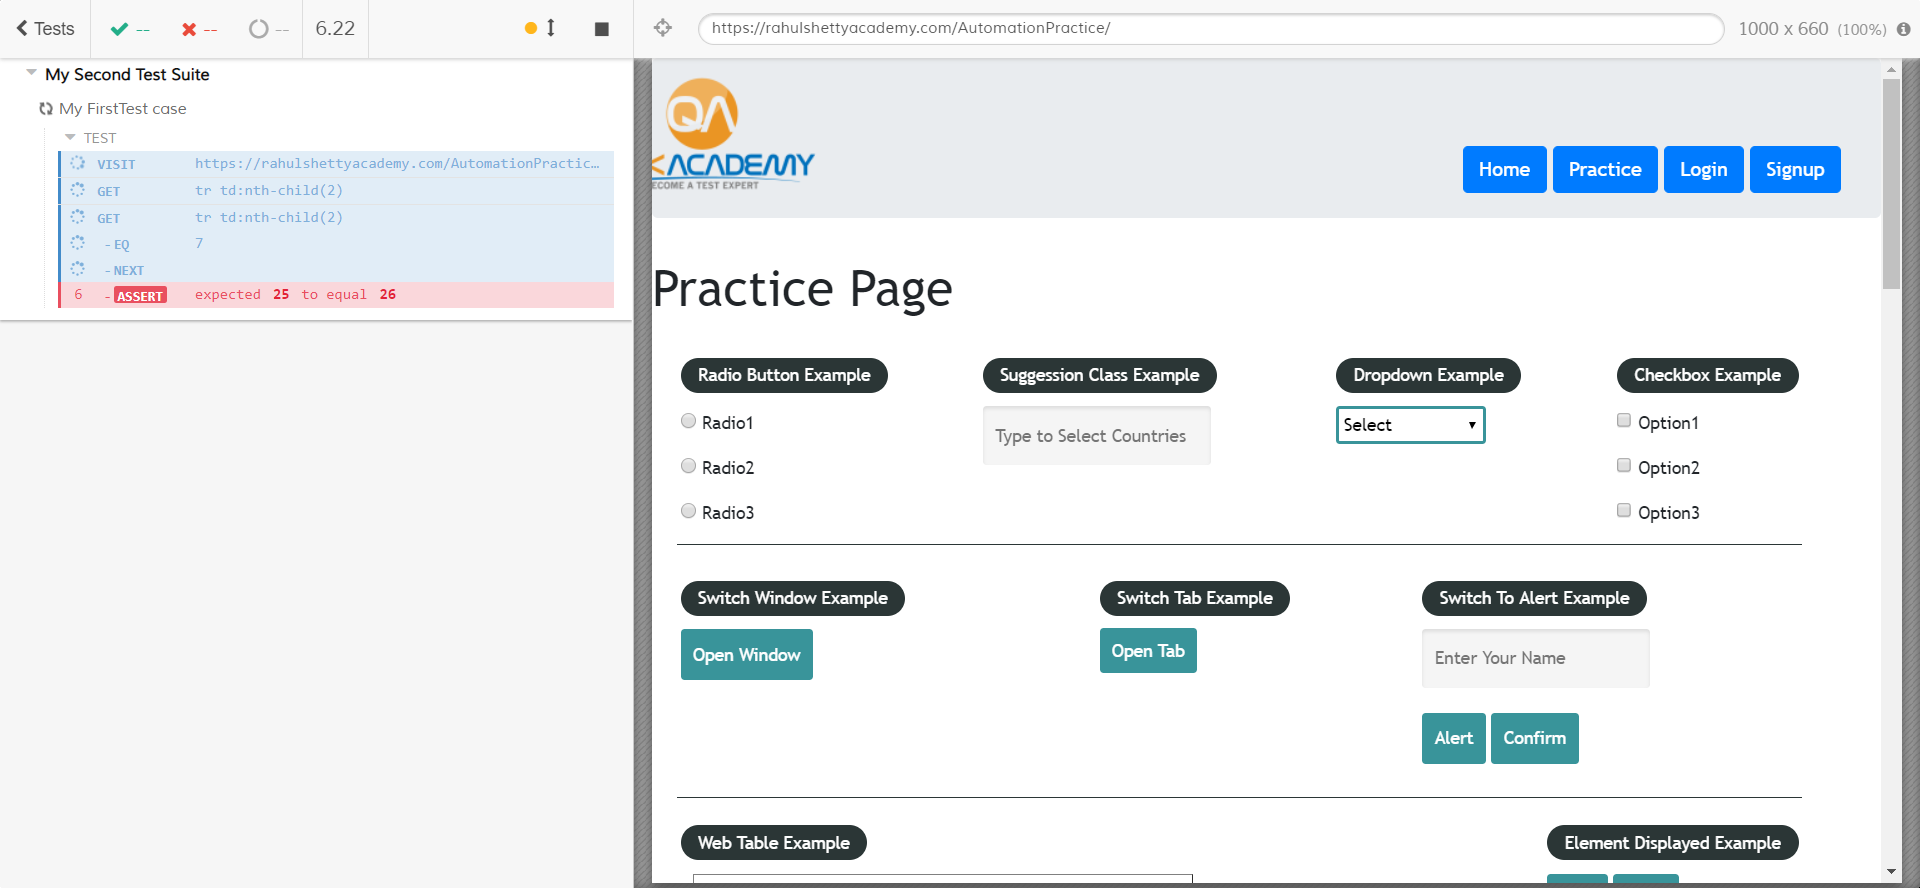 Tests -- -- -- 6.22
https://rahulshettyacademy.com/AutomationPractice/ 1000 x 660 (100%)
My Second Test Suite
My FirstTest case
TEST
VISIT https://rahulshettyacademy.com/AutomationPractic...
GET tr td:nth-child(2)
GET tr td:nth-child(2)
-EQ 7
-NEXT
6 -ASSERT expected 25 to equal 26
QA
KACADEMY
ECOME A TEST EXPERT
Home Practice Login Signup
Practice Page
Radio Button Example
Radio1
Radio2
Radio3
Suggession Class Example
Type to Select Countries
Dropdown Example
Select
Checkbox Example
Option1
Option2
Option3
Switch Window Example
Open Window
Switch Tab Example
Open Tab
Switch To Alert Example
Enter Your Name
Alert Confirm
Web Table Example
Element Displayed Example